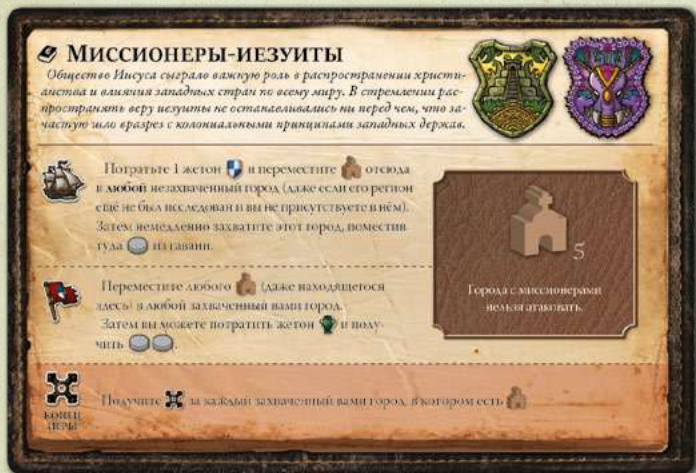 МИССИОНЕРЫ-ИЕЗУИТЫ
Общество Иисуса сыграло важную роль в распространении христи-
анства и влияния западных стран по всему миру. В стремлении рас-
пространять веру иезуиты не останавливались ни перед чем, что за-
частую шло вразрез с колониальными принципами западных держав.
Потратьте 1 жетон и переместите отсюда
в любой незахваченный город (даже если его регион
ещё не был исследован и вы не присутствуете в нём).
Затем немедленно захватите этот город, поместив
туда из гавани.
Переместите любого (даже находящегося
здесь) в любой захваченный вами город.
Затем вы можете потратить жетон и полу-
чить
5
Города с миссионерами
нельзя атаковать.
КОНЕЦ
ИГРЫ
Получите за каждый захваченный вами город, в котором есть